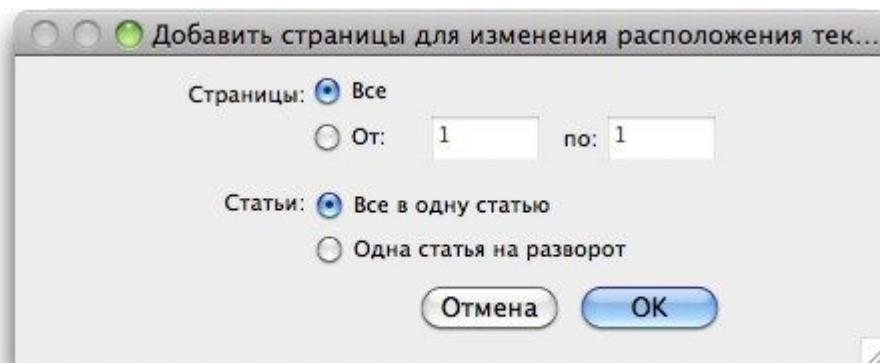 Добавить страницы для изменения расположения тек...
Страницы: Все
От: 1 по: 1
Статьи: Все в одну статью
Одна статья на разворот
Отмена OK